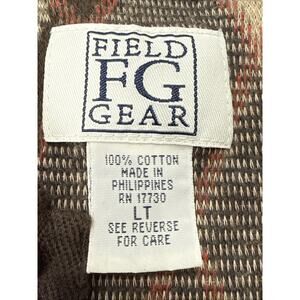 FIELD
FG
GEAR
100% COTTON
MADE IN
PHILIPPINES
RN 17730
LT
SEE REVERSE
FOR CARE